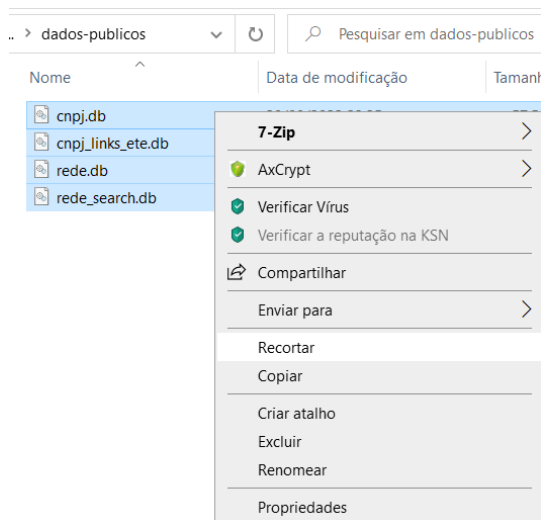 .. > dados-publicos
Pesquisar em dados-publicos
Nome Data de modificação Tamanh
cnpj.db
cnpj_links_ete.db
rede.db
rede_search.db
7-Zip
AxCrypt
Verificar Vírus
Verificar a reputação na KSN
Compartilhar
Enviar para
Recortar
Copiar
Criar atalho
Excluir
Renomear
Propriedades